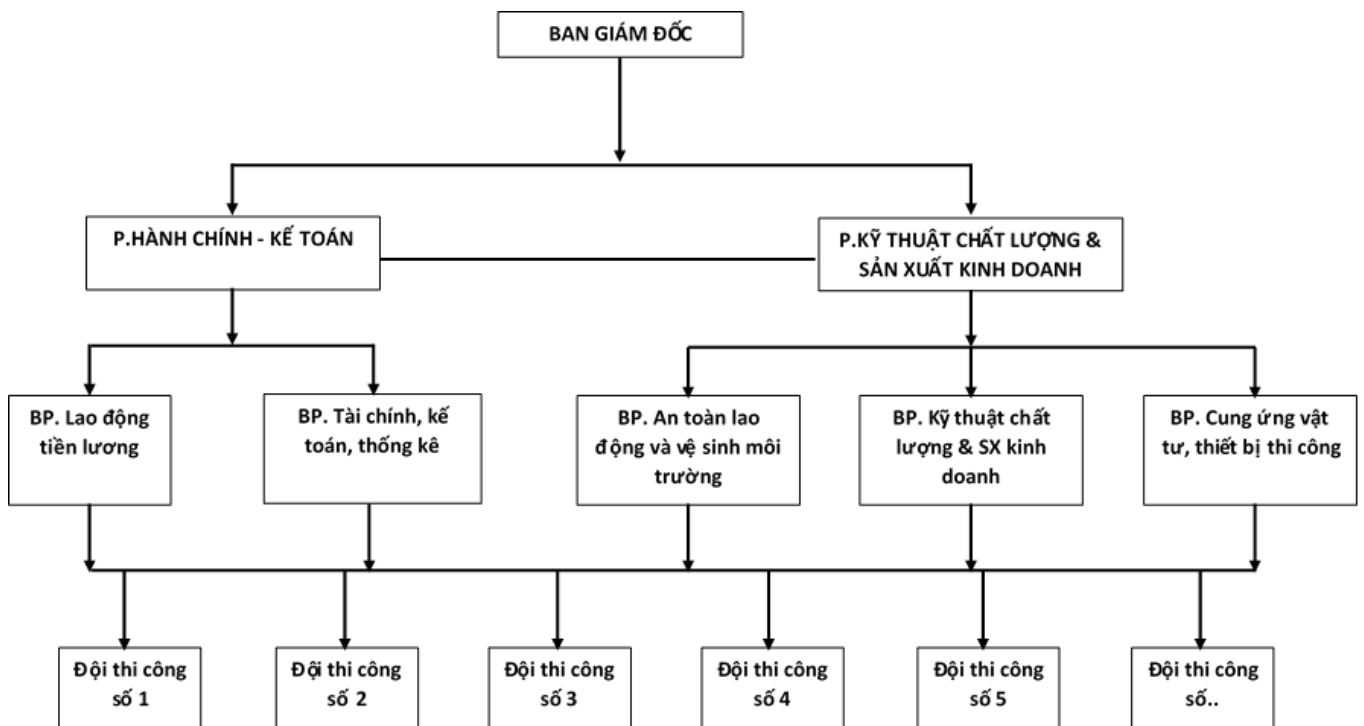 BAN GIÁM ĐỐC
P.HÀNH CHÍNH - KẾ TOÁN
P.KỸ THUẬT CHẤT LƯỢNG &
SẢN XUẤT KINH DOANH
BP. Lao động
tiền lương
BP. Tài chính, kế
toán, thống kê
BP. An toàn lao
động và vệ sinh môi
trường
BP. Kỹ thuật chất
lượng & SX kinh
doanh
BP. Cung ứng vật
tư, thiết bị thi công
Đội thi công
số 1
Đội thi công
số 2
Đội thi công
số 3
Đội thi công
số 4
Đội thi công
số 5
Đội thi công
số..